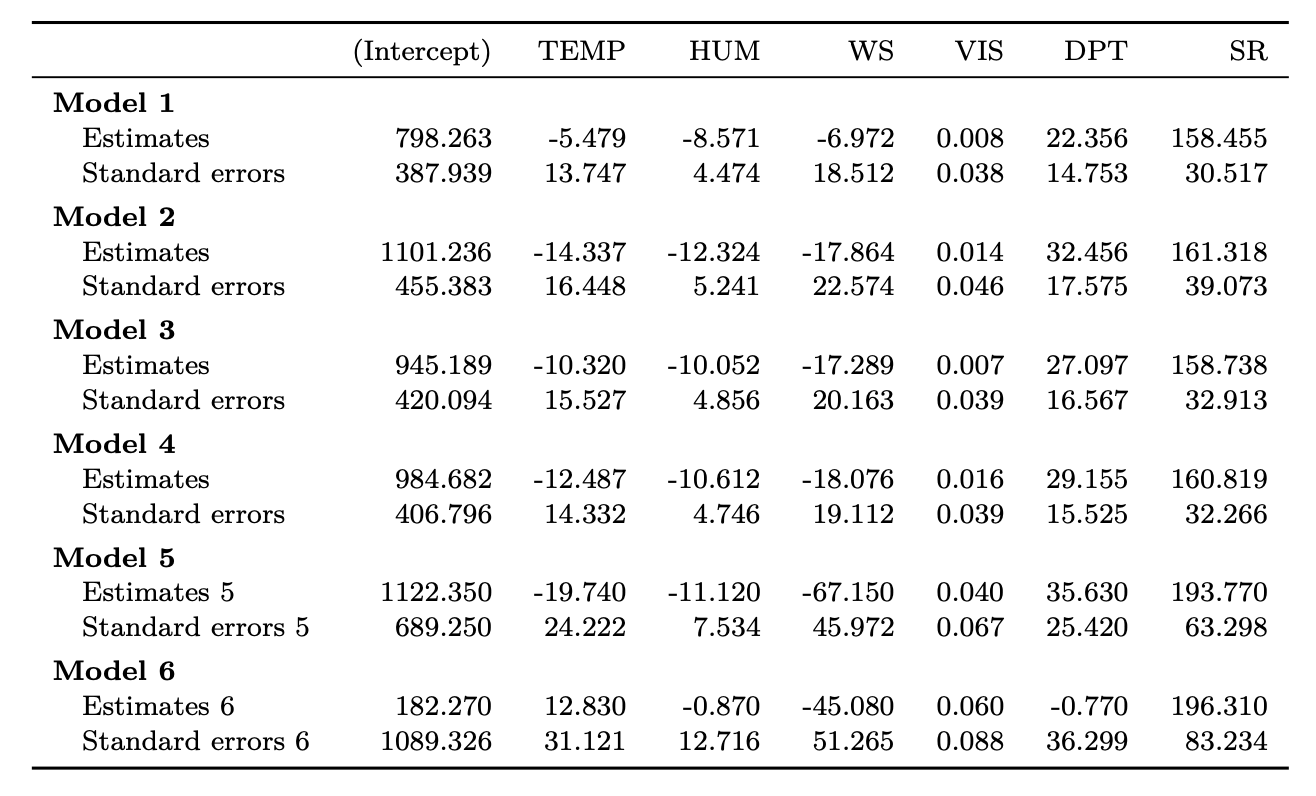 (Intercept) TEMP HUM WS VIS DPT SR
Model 1
Estimates 798.263 -5.479 -8.571 -6.972 0.008 22.356 158.455
Standard errors 387.939 13.747 4.474 18.512 0.038 14.753 30.517
Model 2
Estimates 1101.236 -14.337 -12.324 -17.864 0.014 32.456 161.318
Standard errors 455.383 16.448 5.241 22.574 0.046 17.575 39.073
Model 3
Estimates 945.189 -10.320 -10.052 -17.289 0.007 27.097 158.738
Standard errors 420.094 15.527 4.856 20.163 0.039 16.567 32.913
Model 4
Estimates 984.682 -12.487 -10.612 -18.076 0.016 29.155 160.819
Standard errors 406.796 14.332 4.746 19.112 0.039 15.525 32.266
Model 5
Estimates 5 1122.350 -19.740 -11.120 -67.150 0.040 35.630 193.770
Standard errors 5 689.250 24.222 7.534 45.972 0.067 25.420 63.298
Model 6
Estimates 6 182.270 12.830 -0.870 -45.080 0.060 -0.770 196.310
Standard errors 6 1089.326 31.121 12.716 51.265 0.088 36.299 83.234